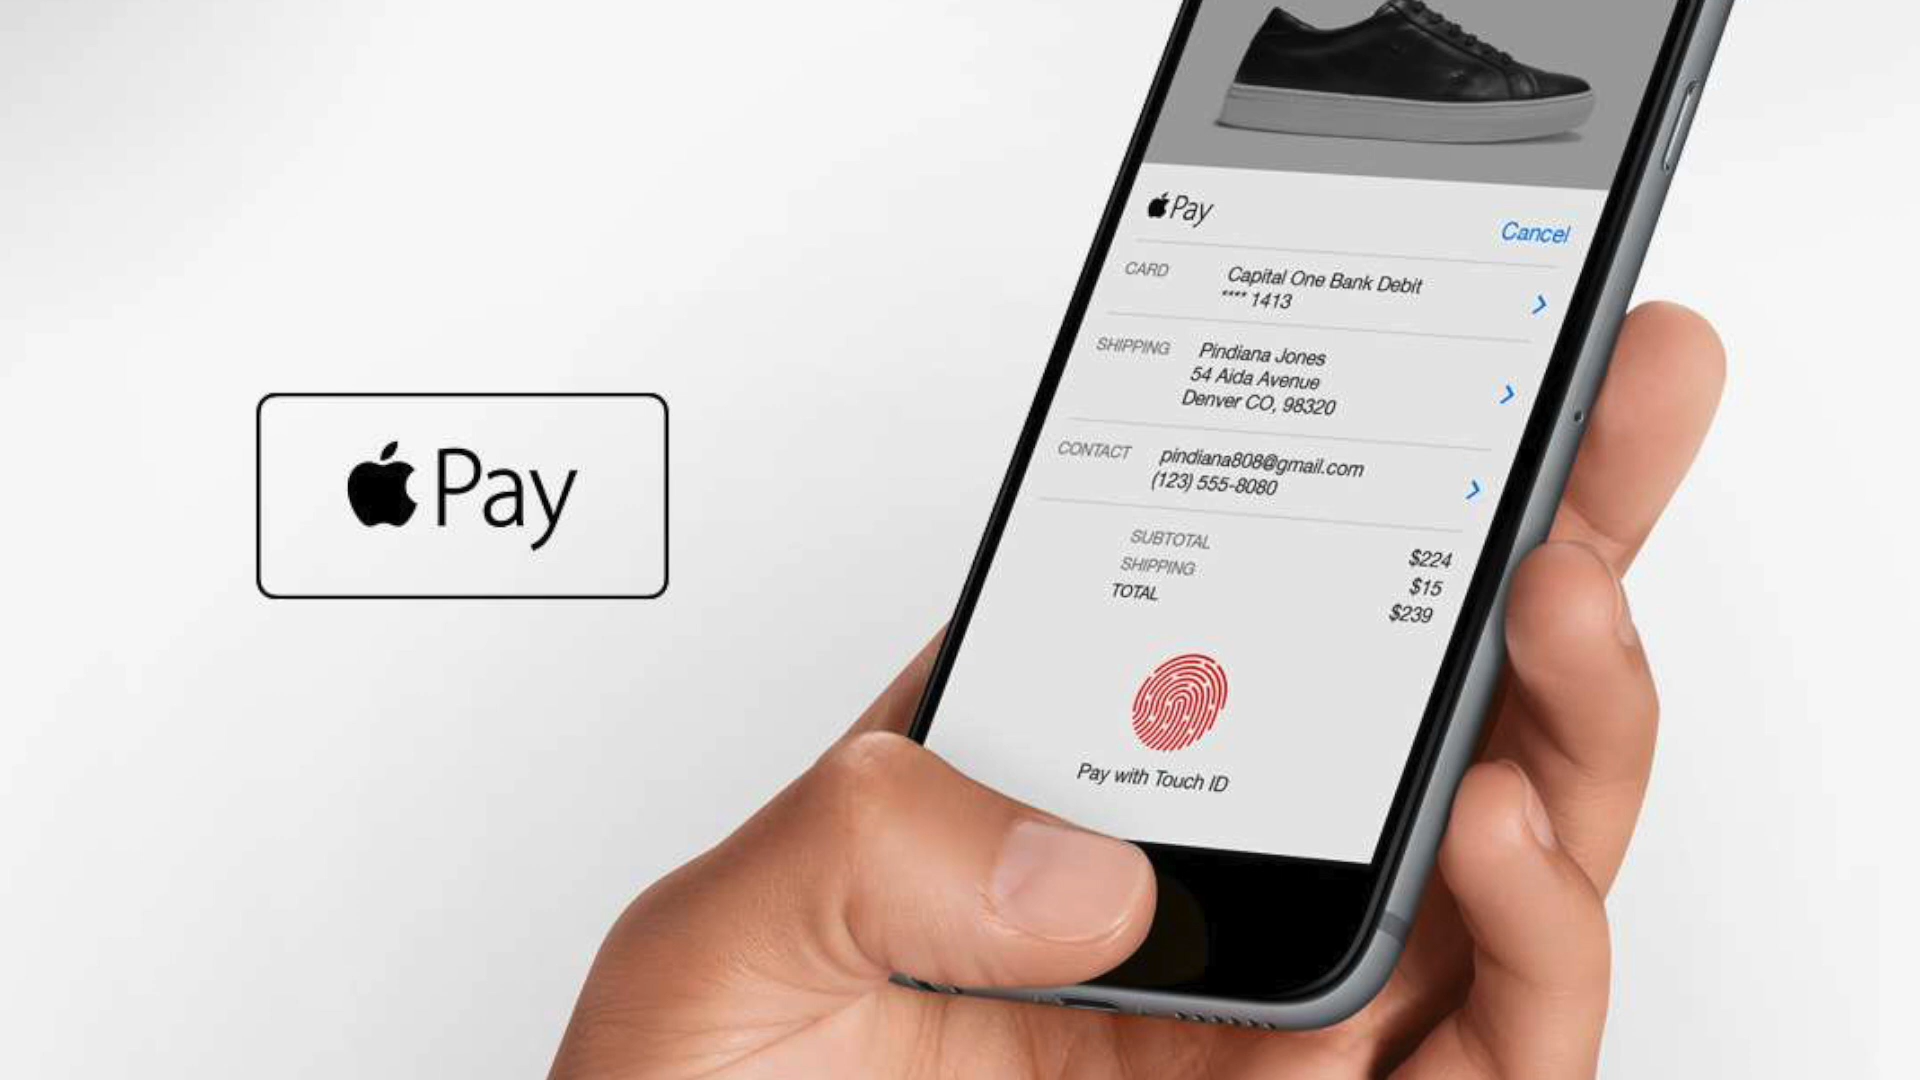 Pay
Pay
Cancel
CARD
Capital One Bank Debit
**** 1413
SHIPPING
Pindiana Jones
54 Aida Avenue
Denver CO, 98320
CONTACT
pindiana808@gmail.com
(123) 555-8080
SUBTOTAL $224
SHIPPING $15
TOTAL $239
Pay with Touch ID